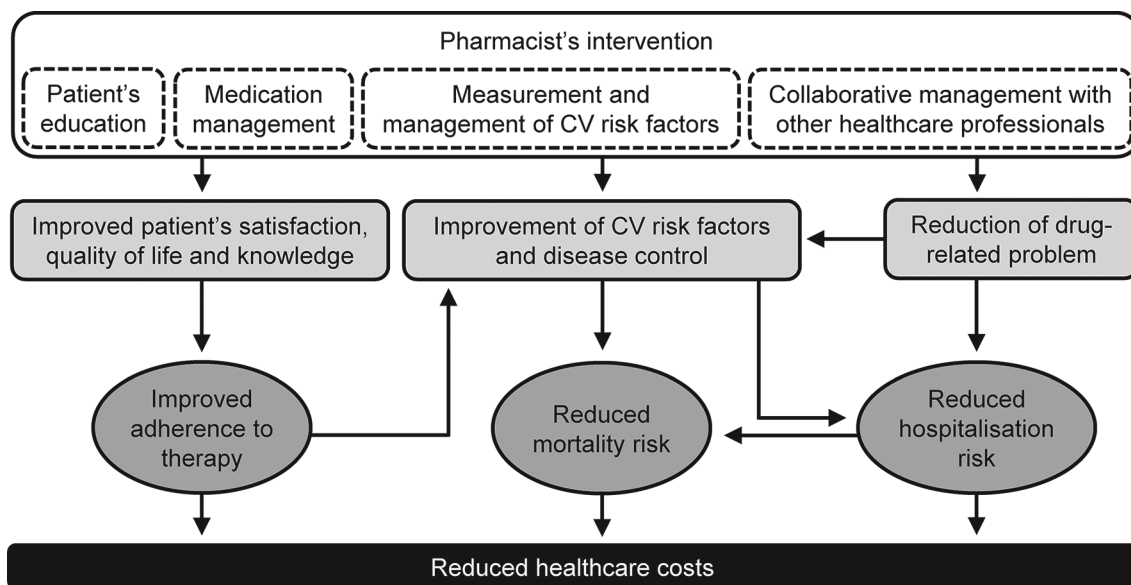 Pharmacist’s intervention
Patient’s
education
Medication
management
Measurement and
management of CV risk factors
Collaborative management with
other healthcare professionals
Improved patient’s satisfaction,
quality of life and knowledge
Improvement of CV risk factors
and disease control
Reduction of drug-
related problem
Improved
adherence to
therapy
Reduced
mortality risk
Reduced
hospitalisation
risk
Reduced healthcare costs